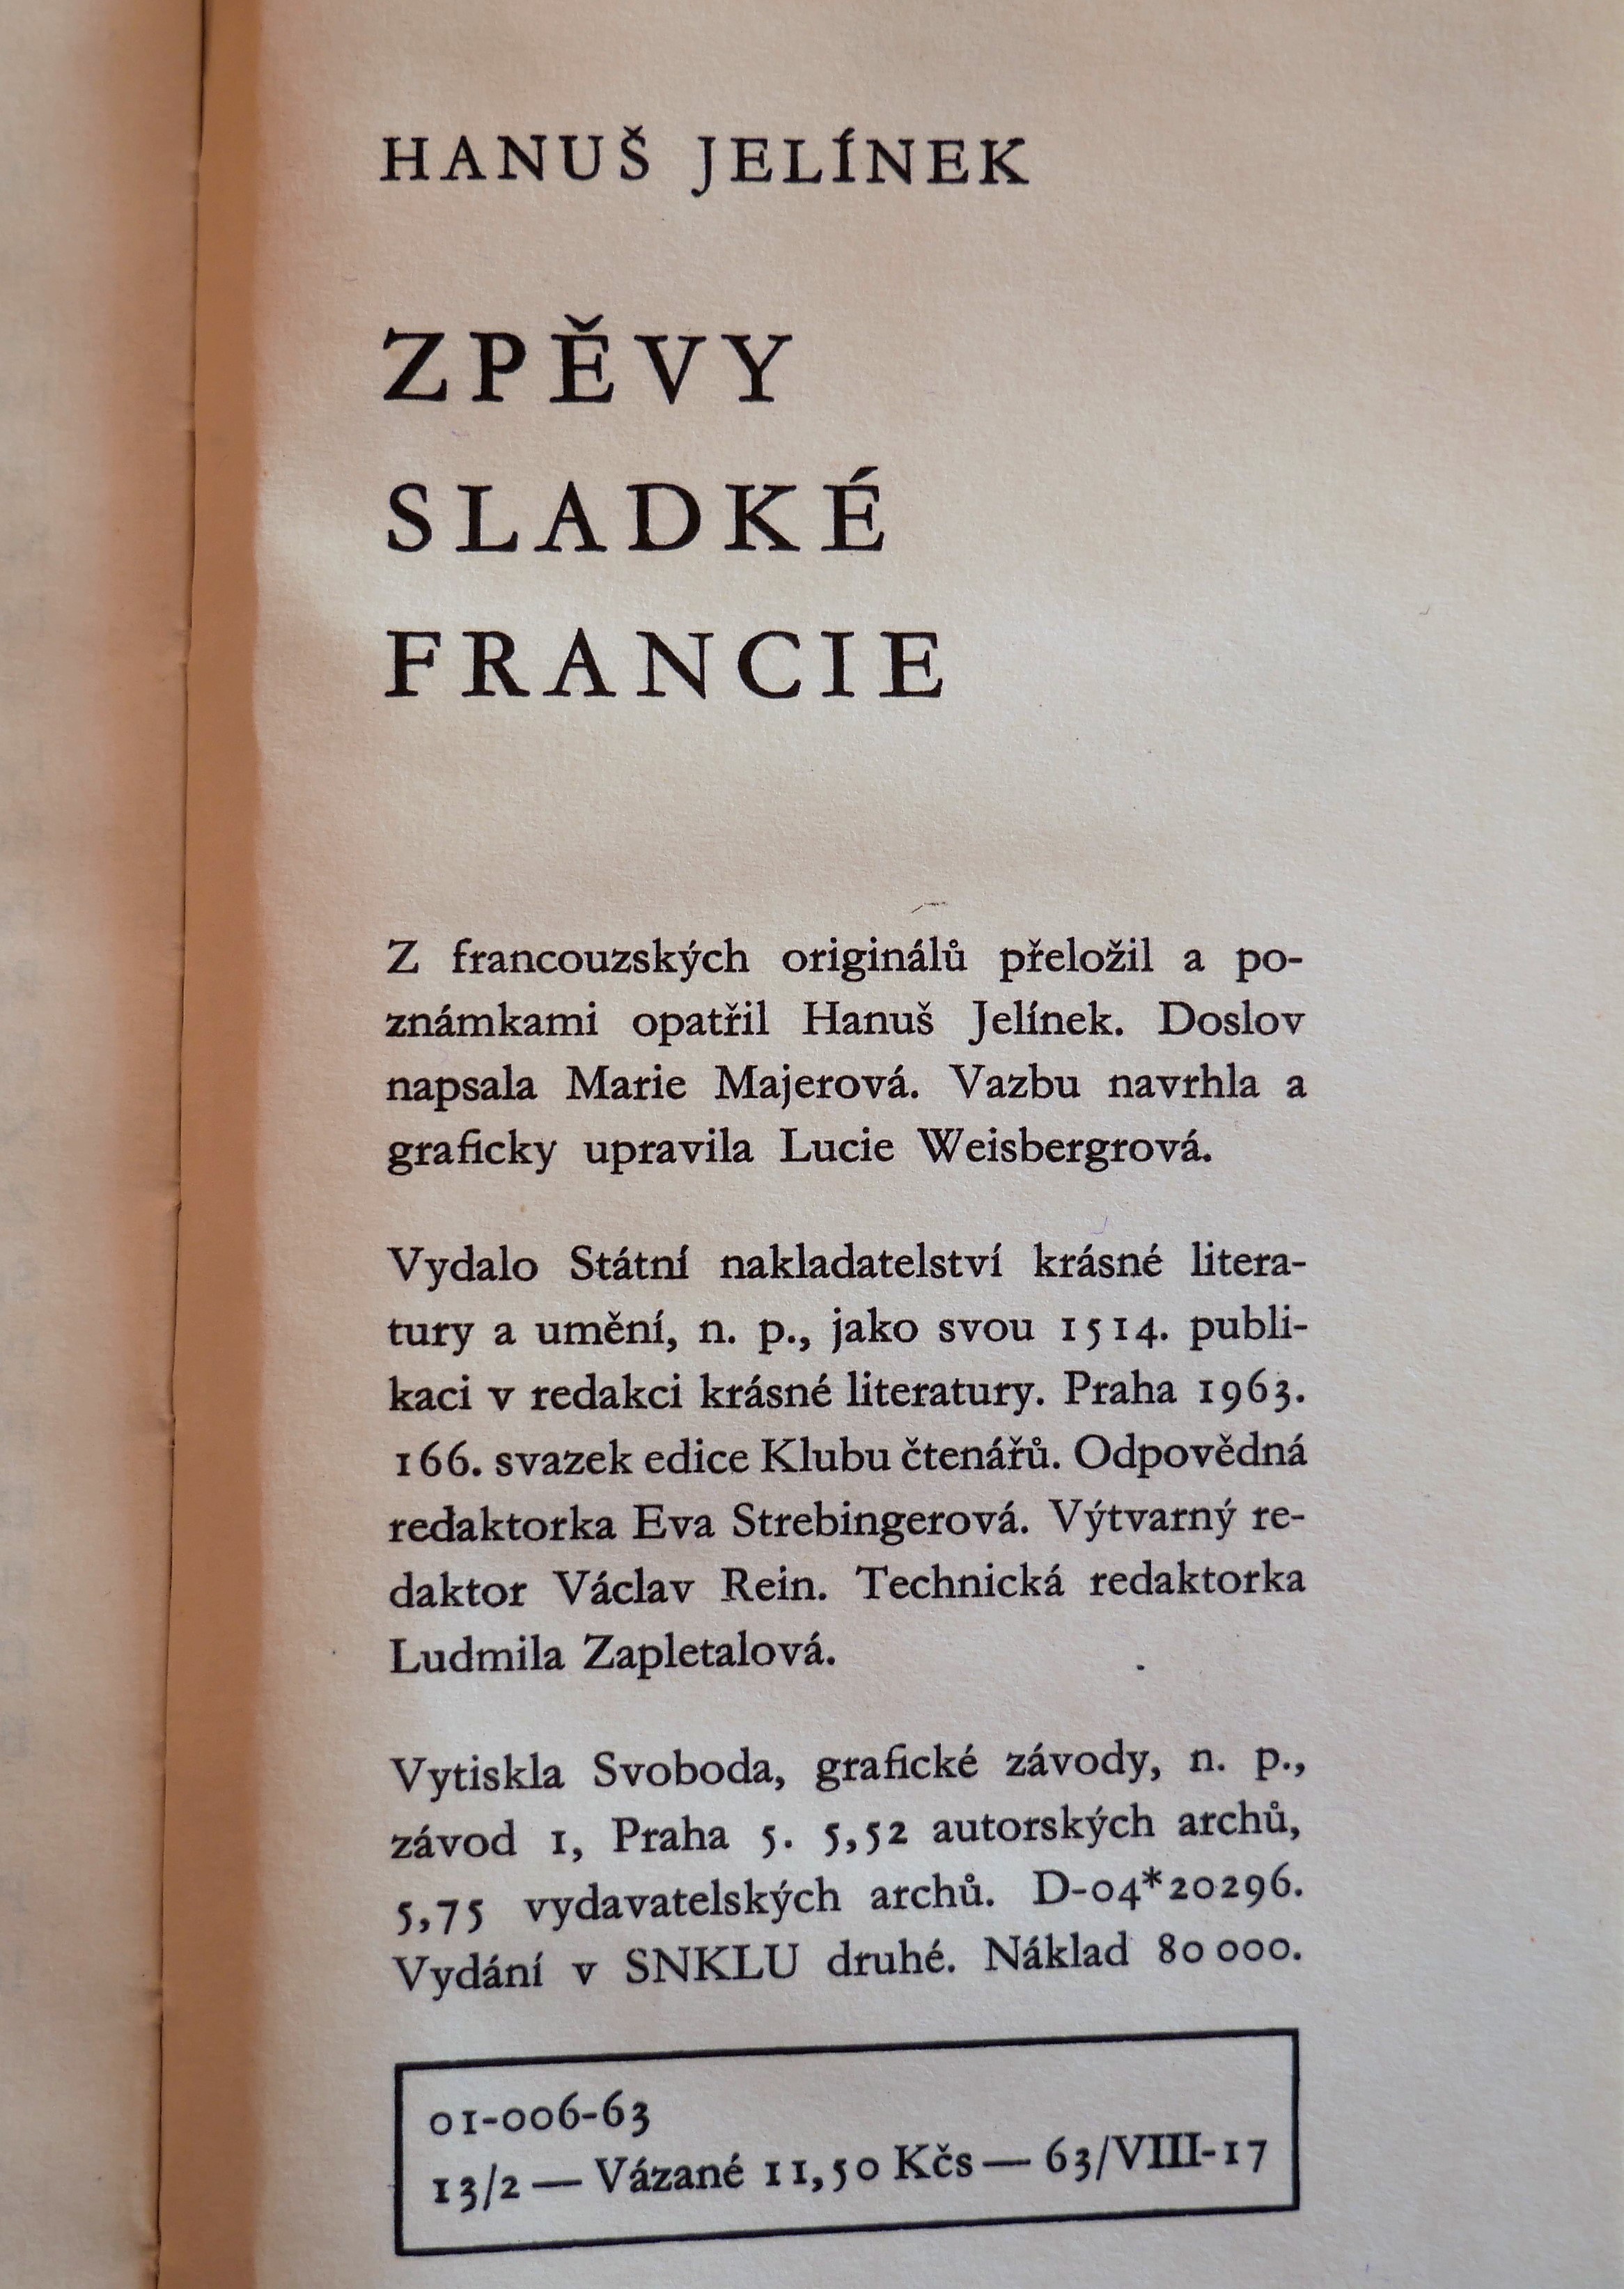 HANUŠ JELÍNEK
ZPĚVY
SLADKÉ
FRANCIE
Z francouzských originálů přeložil a po-
známkami opatřil Hanuš Jelínek. Doslov
napsala Marie Majerová. Vazbu navrhla a
graficky upravila Lucie Weisbergrová.
Vydalo Státní nakladatelství krásné litera-
tury a umění, n. p., jako svou 1514. publi-
kaci v redakci krásné literatury. Praha 1963.
166. svazek edice Klubu čtenářů. Odpovědná
redaktorka Eva Strebingerová. Výtvarný re-
daktor Václav Rein. Technická redaktorka
Ludmila Zapletalová.
Vytiskla Svoboda, grafické závody, n. p.,
závod 1, Praha 5. 5,52 autorských archů,
5,75 vydavatelských archů. D-04*20296.
Vydání v SNKLU druhé. Náklad 80 000.
01-006-63
13/2 — Vázané 11,50 Kčs — 63/VIII-17